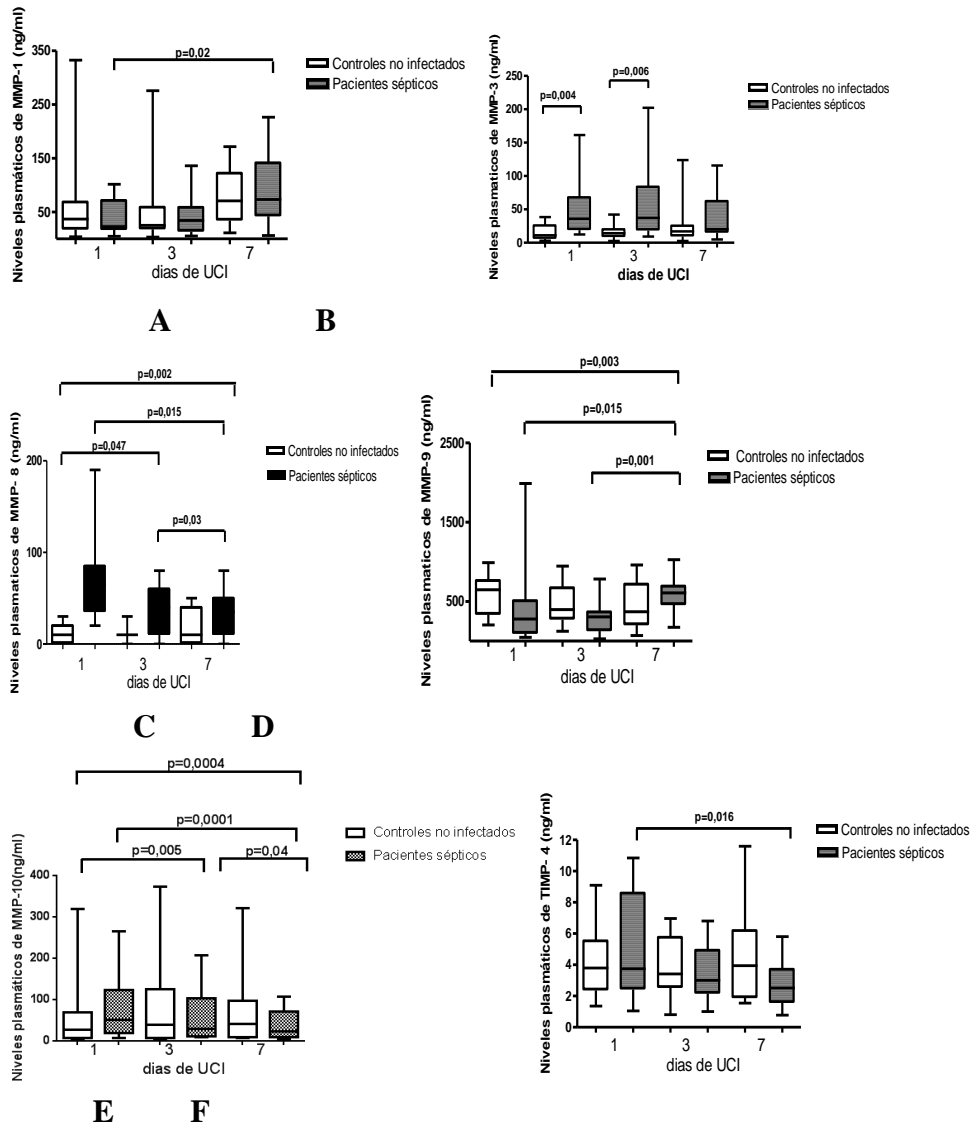 Niveles plasmáticos de MMP-1 (ng/ml)
350
150
50
p=0,02
Controles no infectados
Pacientes sépticos
1 3 7
dias de UCI
Niveles plasmaticos de MMP-3 (ng/ml)
250
200
150
100
50
0
p=0,004
p=0,006
Controles no infectados
Pacientes sépticos
1 3 7
dias de UCI
A B
Niveles plasmaticos de MMP- 8 (ng/ml)
200
100
0
p=0,002
p=0,015
p=0,047
p=0,03
Controles no infectados
Pacientes sépticos
1 3 7
dias de UCI
Niveles plasmaticos de MMP-9 (ng/ml)
2500
1500
500
p=0,003
p=0,015
p=0,001
Controles no infectados
Pacientes sépticos
1 3 7
dias de UCI
C D
Niveles plasmáticos de MMP-10(ng/ml)
400
300
200
100
0
p=0,0004
p=0,0001
p=0,005
p=0,04
Controles no infectados
Pacientes sépticos
1 3 7
dias de UCI
Niveles plasmáticos de TIMP- 4 (ng/ml)
12
10
8
6
4
2
0
p=0,016
Controles no infectados
Pacientes sépticos
1 3 7
dias de UCI
E F